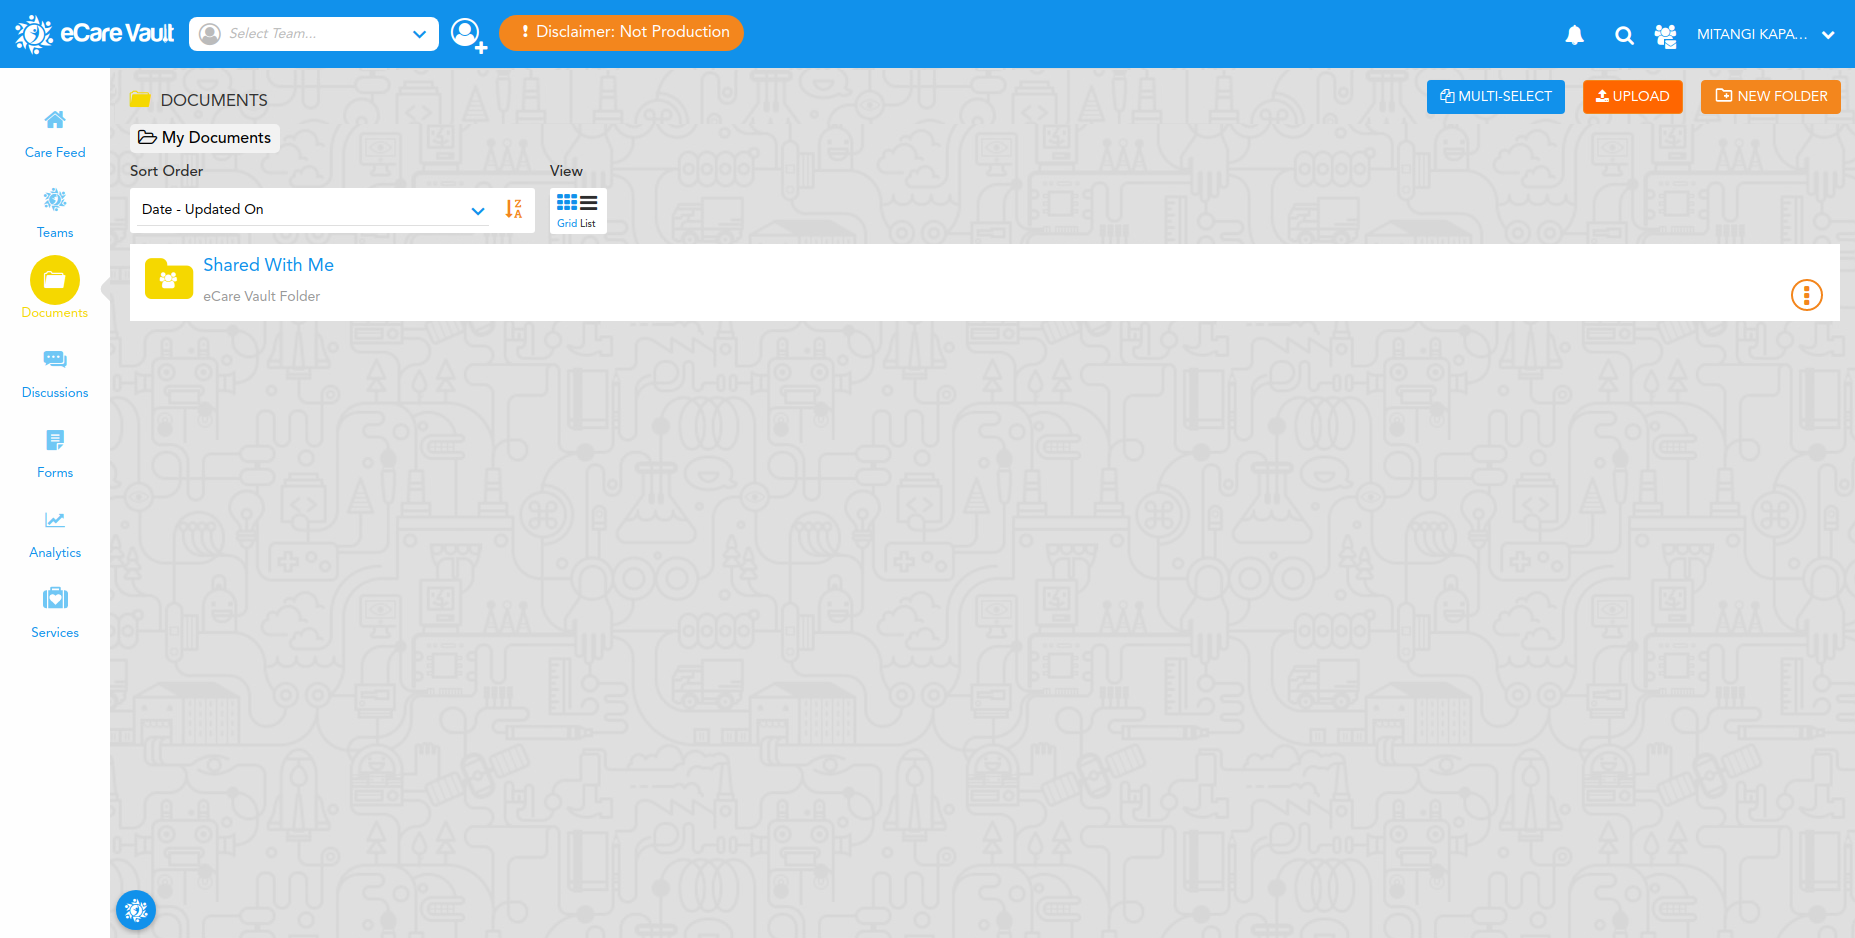 eCare Vault
Select Team...
! Disclaimer: Not Production
MITANGI KAPA...
DOCUMENTS
MULTI-SELECT
UPLOAD
NEW FOLDER
My Documents
Sort Order
View
Date - Updated On
Z
A
Grid List
Shared With Me
eCare Vault Folder
Care Feed
Teams
Documents
Discussions
Forms
Analytics
Services